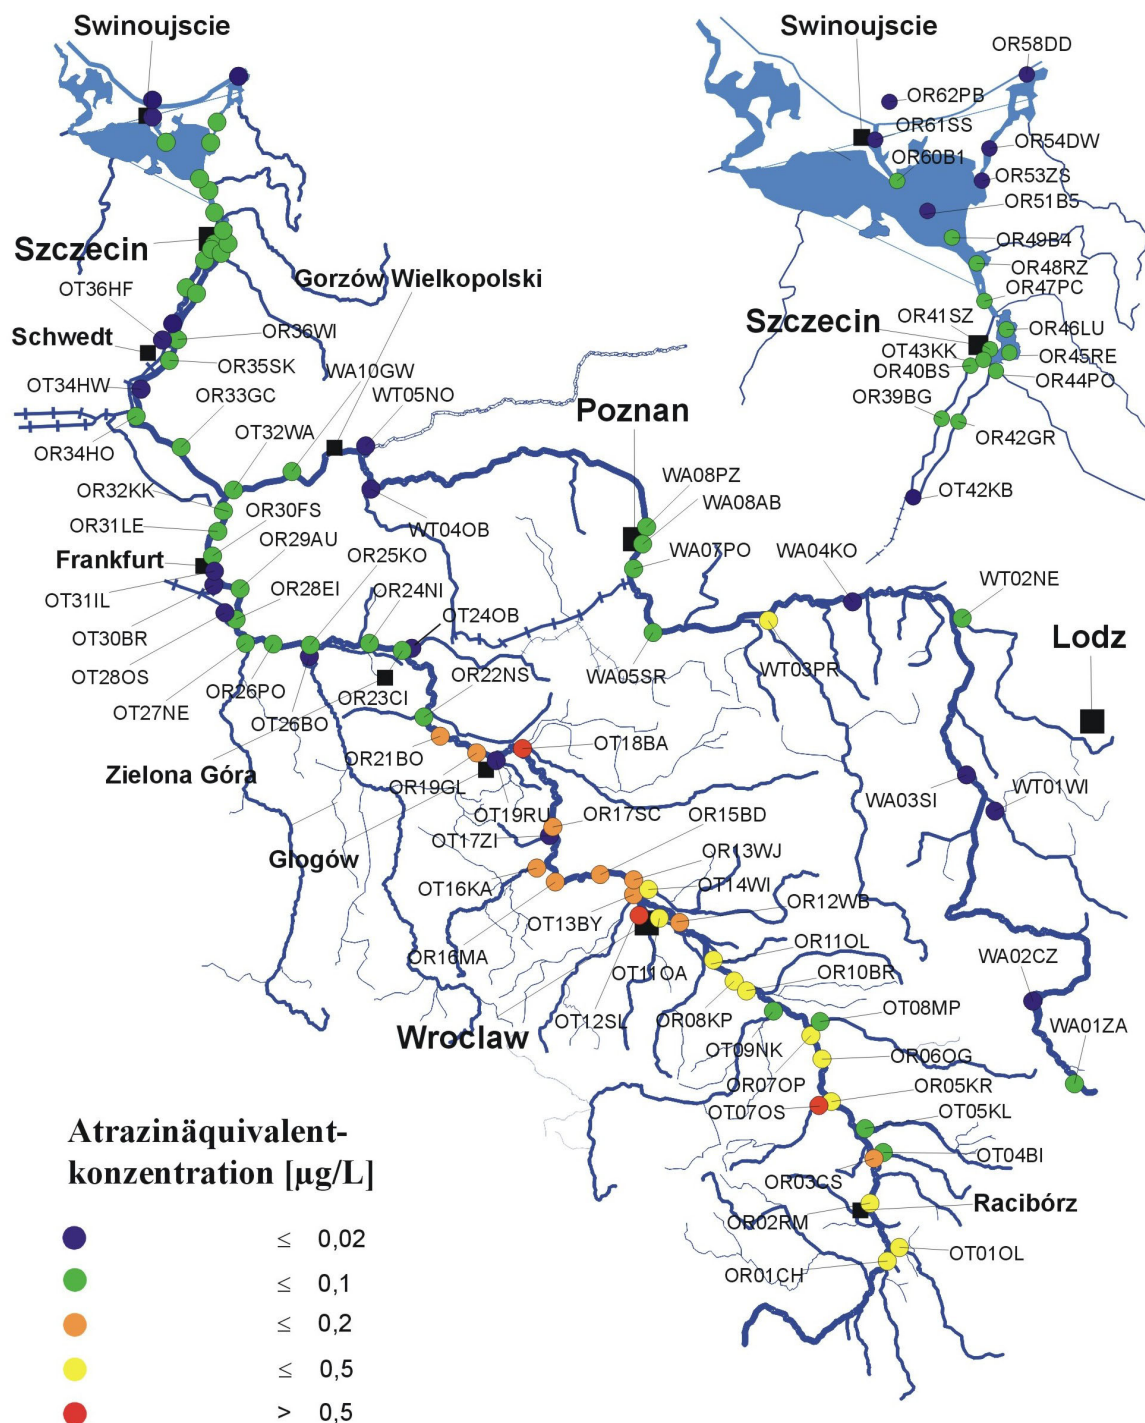 Swinoujscie
Swinoujscie
OR58DD
OR62PB
OR61SS
OR54DW
OR60B1
OR53ZS
OR51B5
OR49B4
OR48RZ
OR47PC
Szczecin
Gorzów Wielkopolski
OT36HF
OR41SZ
Szczecin
OR46LU
Schwedt
OR36WI
OT43KK
OR45RE
OR35SK
WA10GW
OR40BS
OR44PO
OT34HW
OR33GC
WT05NO
Poznan
OR39BG
OT32WA
OR42GR
OR34HO
WA08PZ
OR32KK
OR30FS
WT04OB
WA08AB
OT42KB
OR31LE
OR29AU
Frankfurt
OR25KO
WA07PO
WA04KO
OR28EI
OR24NI
OT31IL
OT24OB
WT02NE
OT30BR
Lodz
OT28OS
OR22NS
WT03PR
OR26PO
OR23CI
WA05SR
OT27NE
OT26BO
OR21BO
OT18BA
Zielona Góra
OR19GL
WA03SI
WT01WI
OT19RU
OR17SC
OR15BD
OT17ZI
Głogów
OR13WJ
OT16KA
OT14WI
OT13BY
OR12WB
OR16MA
OR11OL
OT11OA
WA02CZ
OR10BR
OT12SL
OR08KP
OT08MP
WA01ZA
Wroclaw
OT09NK
OR06OG
OR07OP
OR05KR
OT07OS
OT05KL
Atrazinäquivalent-
konzentration [µg/L]
OT04BI
OR03CS
Racibórz
OR02RM
OT01OL
OR01CH
≤ 0,02
≤ 0,1
≤ 0,2
≤ 0,5
> 0,5